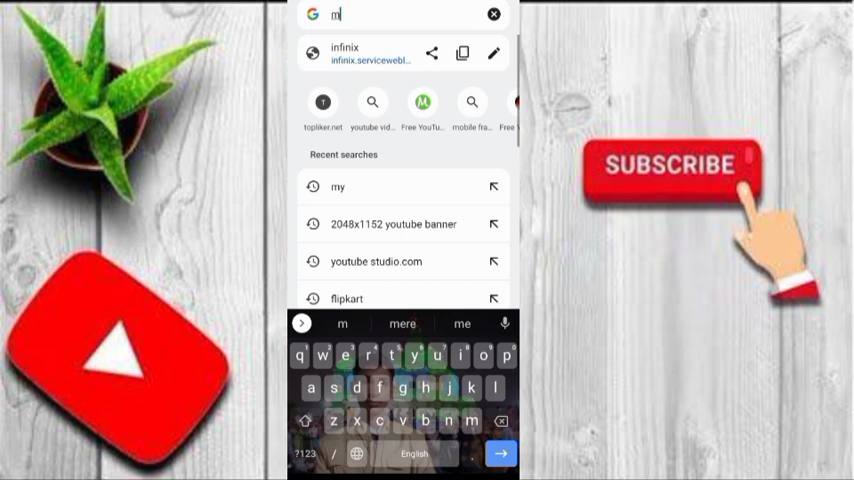 m
infinix
infinix.servicewebl...
topliker.net
youtube vid...
Free YouTu...
mobile fra...
Free Y
Recent searches
my
2048x1152 youtube banner
youtube studio.com
flipkart
m mere me
q w e r t y u i o p
a s d f g h j k l
z x c v b n m
?123 / English .
SUBSCRIBE